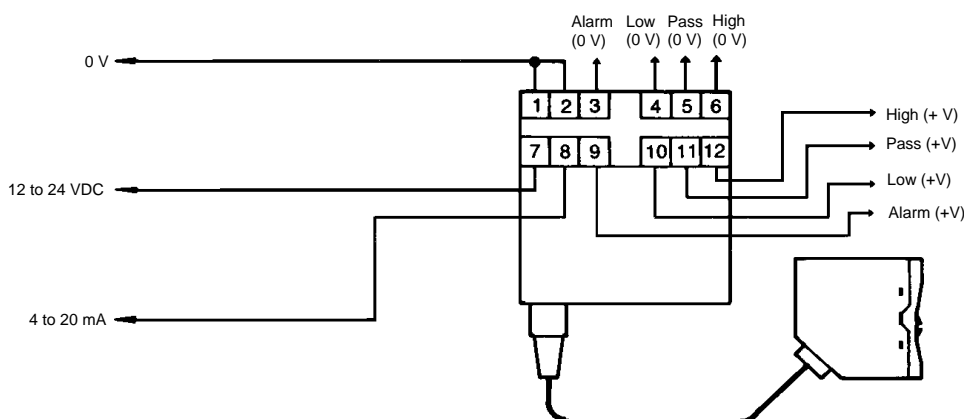 Alarm Low Pass High
(0 V) (0 V) (0 V) (0 V)
0 V
1 2 3 4 5 6
High (+ V)
7 8 9 10 11 12
Pass (+V)
12 to 24 VDC
Low (+V)
Alarm (+V)
4 to 20 mA